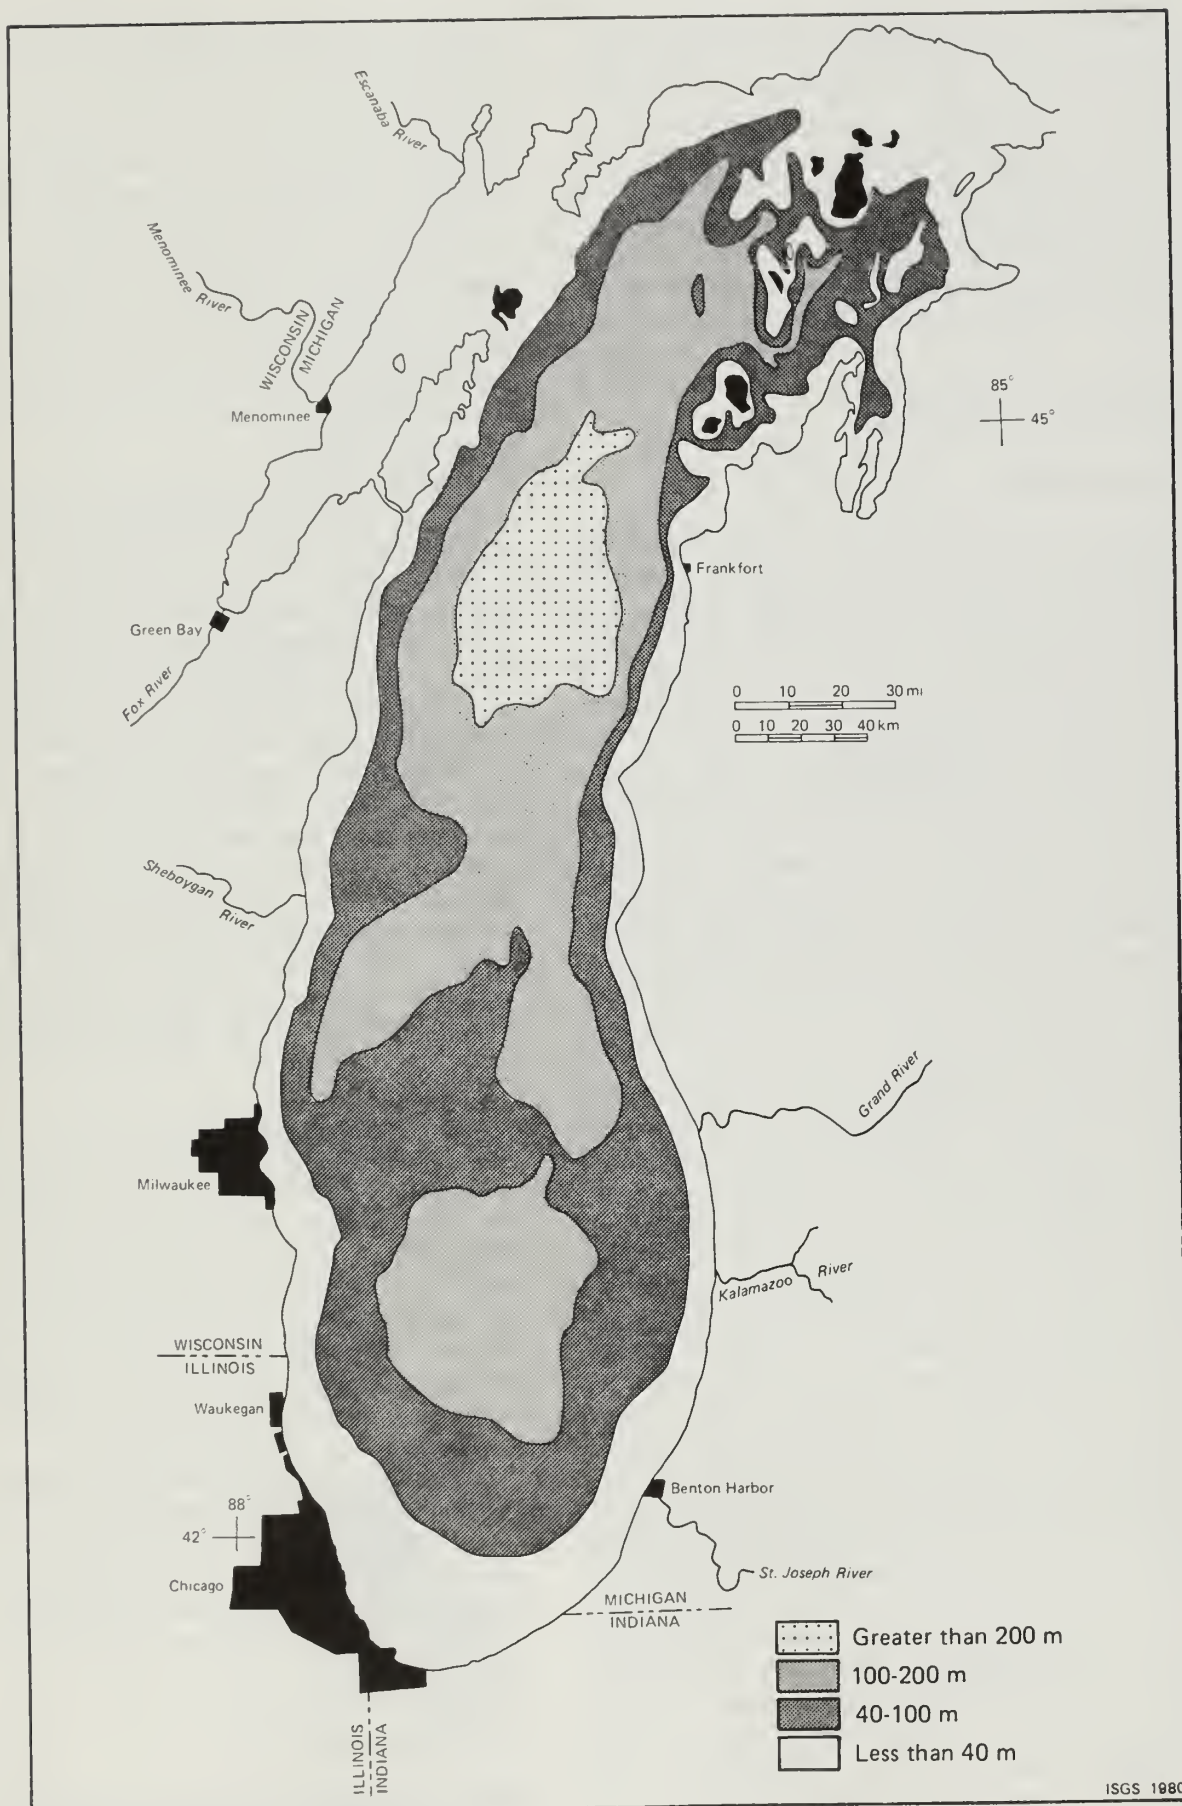 Escanaba
River
Menominee
River
WISCONSIN
MICHIGAN
Menominee
85°
45°
Frankfort
Green Bay
Fox River
0 10 20 30 mi
0 10 20 30 40 km
Sheboygan
River
Grand River
Milwaukee
Kalamazoo
River
WISCONSIN
ILLINOIS
Waukegan
Benton Harbor
88°
42°
Chicago
St. Joseph River
MICHIGAN
INDIANA
Greater than 200 m
100-200 m
40-100 m
Less than 40 m
ILLINOIS
INDIANA
ISGS 1980